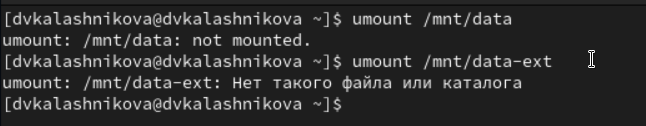 [dvkalashnikova@dvkalashnikova ~]$ umount /mnt/data
umount: /mnt/data: not mounted.
[dvkalashnikova@dvkalashnikova ~]$ umount /mnt/data-ext
umount: /mnt/data-ext: Нет такого файла или каталога
[dvkalashnikova@dvkalashnikova ~]$